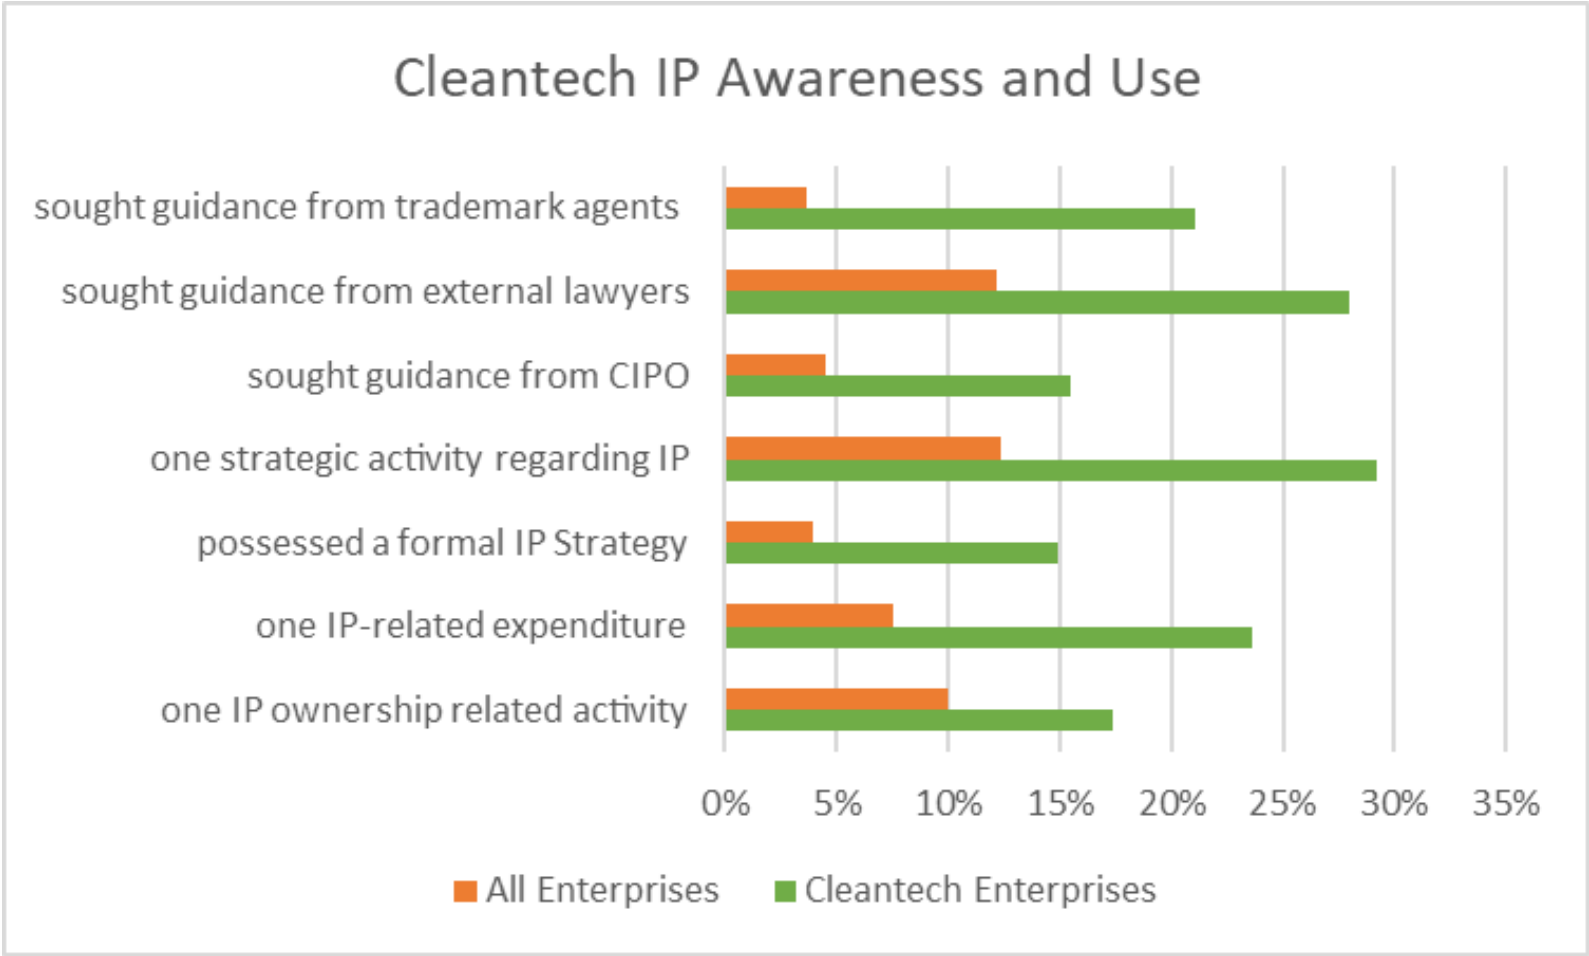 Cleantech IP Awareness and Use
sought guidance from trademark agents
sought guidance from external lawyers
sought guidance from CIPO
one strategic activity regarding IP
possessed a formal IP Strategy
one IP-related expenditure
one IP ownership related activity
0% 5% 10% 15% 20% 25% 30% 35%
All Enterprises Cleantech Enterprises